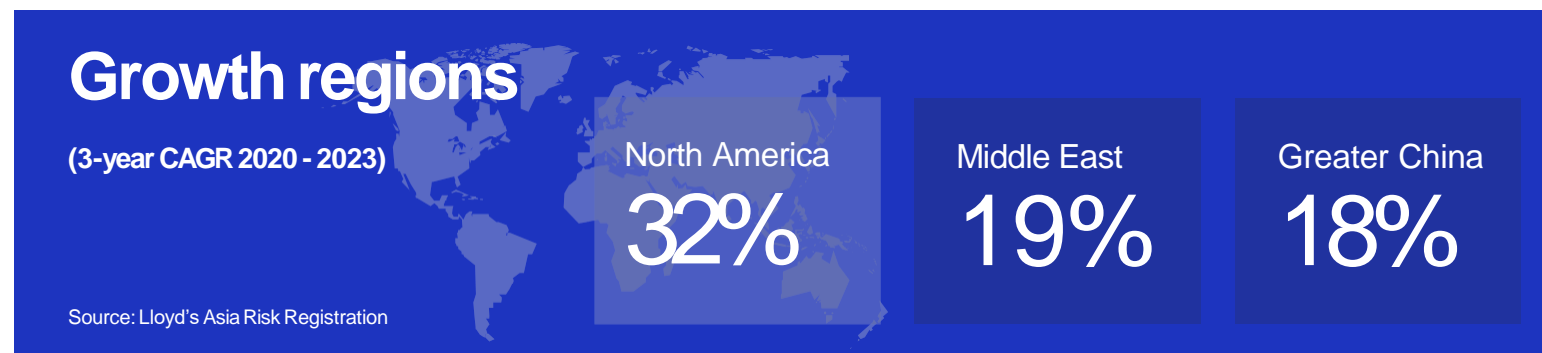 Growth regions
(3-year CAGR 2020 - 2023)
North America
32%
Middle East
19%
Greater China
18%
Source: Lloyd’s Asia Risk Registration